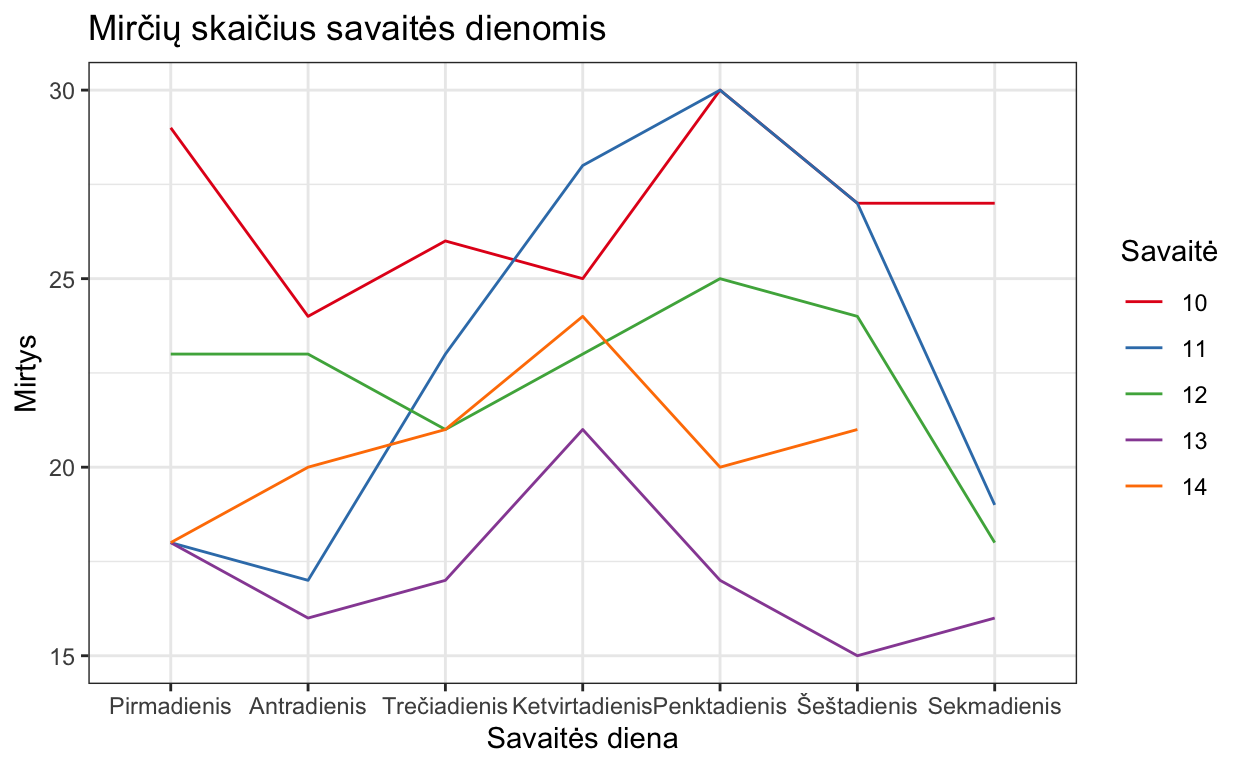 Mirčių skaičius savaitės dienomis
30
25
20
15
Mirtys
Pirmadienis Antradienis Trečiadienis Ketvirtadienis Penktadienis Šeštadienis Sekmadienis
Savaitės diena
Savaitė
10
11
12
13
14